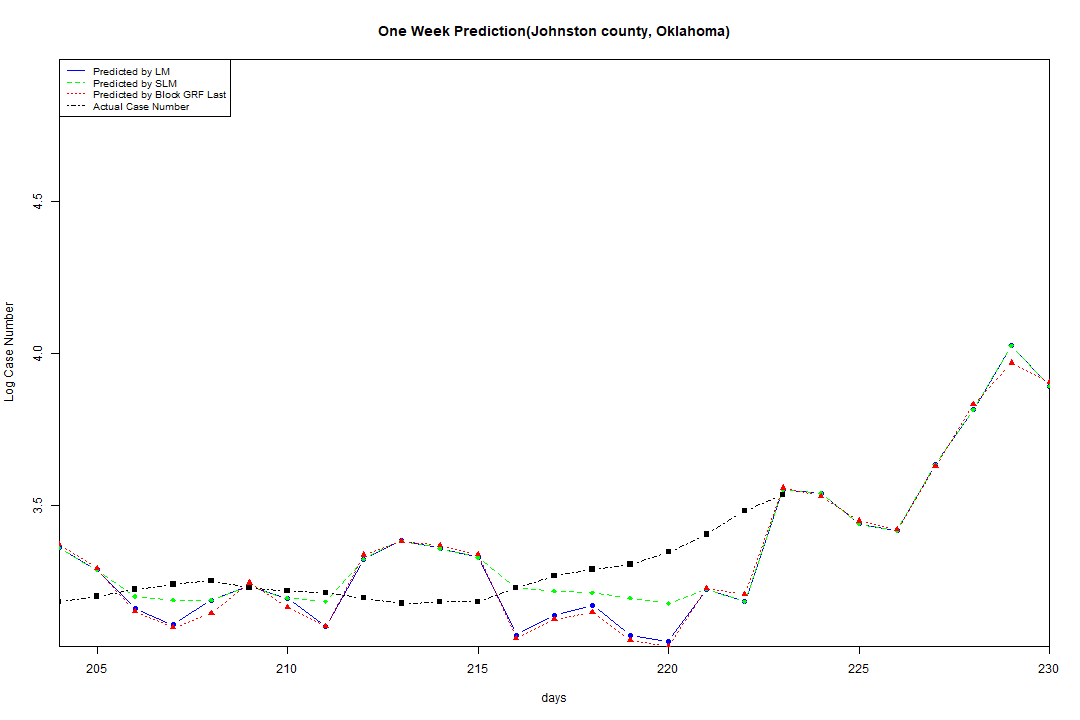 One Week Prediction(Johnston county, Oklahoma)
Predicted by LM
Predicted by SLM
Predicted by Block GRF Last
Actual Case Number
4.5
4.0
3.5
Log Case Number
205 210 215 220 225 230
days